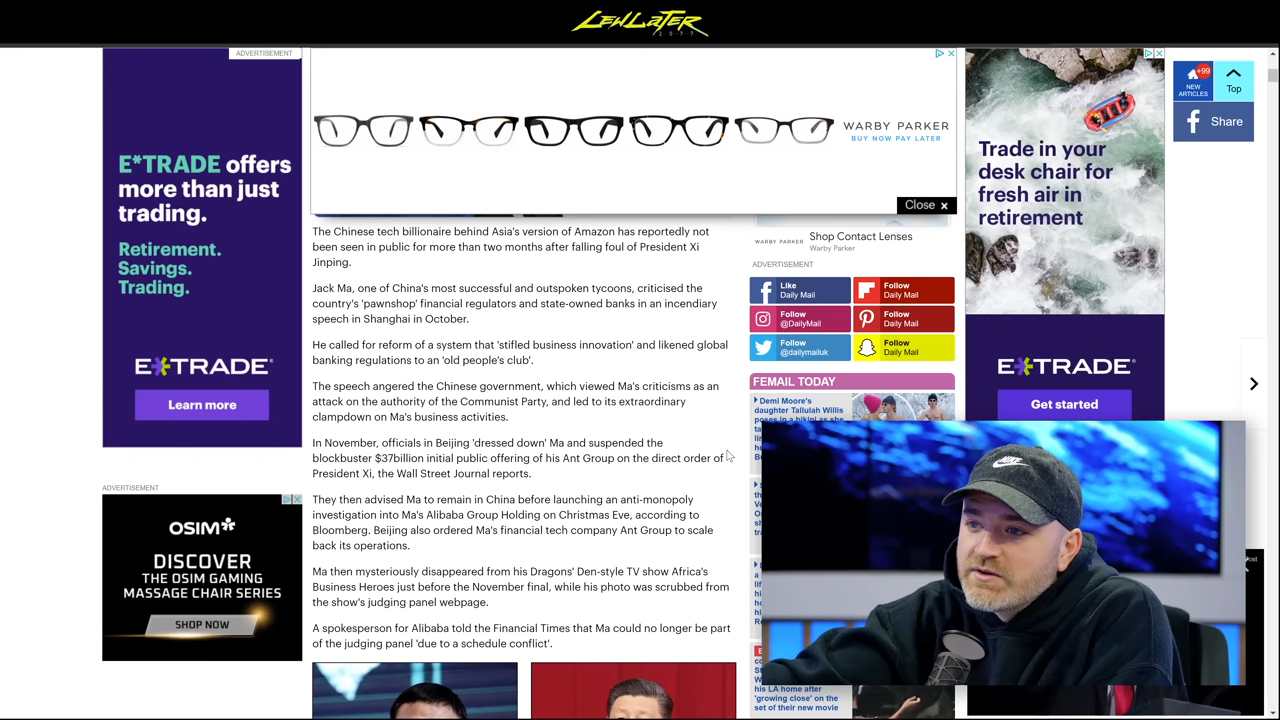 LEWLATER
2077
ADVERTISEMENT
E*TRADE offers
more than just
trading.
Retirement.
Savings.
Trading.
E*TRADE
Learn more
ADVERTISEMENT
OSIM
DISCOVER
THE OSIM GAMING
MASSAGE CHAIR SERIES
SHOP NOW
WARBY PARKER
BUY NOW PAY LATER
Close ×
The Chinese tech billionaire behind Asia's version of Amazon has reportedly not
been seen in public for more than two months after falling foul of President Xi
Jinping.
Jack Ma, one of China's most successful and outspoken tycoons, criticised the
country's 'pawnshop' financial regulators and state-owned banks in an incendiary
speech in Shanghai in October.
He called for reform of a system that 'stifled business innovation' and likened global
banking regulations to an 'old people's club'.
The speech angered the Chinese government, which viewed Ma's criticisms as an
attack on the authority of the Communist Party, and led to its extraordinary
clampdown on Ma's business activities.
In November, officials in Beijing 'dressed down' Ma and suspended the
blockbuster $37billion initial public offering of his Ant Group on the direct order of
President Xi, the Wall Street Journal reports.
They then advised Ma to remain in China before launching an anti-monopoly
investigation into Ma's Alibaba Group Holding on Christmas Eve, according to
Bloomberg. Beijing also ordered Ma's financial tech company Ant Group to scale
back its operations.
Ma then mysteriously disappeared from his Dragons' Den-style TV show Africa's
Business Heroes just before the November final, while his photo was scrubbed from
the show's judging panel webpage.
A spokesperson for Alibaba told the Financial Times that Ma could no longer be part
of the judging panel 'due to a schedule conflict'.
WARBY PARKER
Shop Contact Lenses
Warby Parker
ADVERTISEMENT
Like
Daily Mail
Follow
Daily Mail
Follow
@DailyMail
Follow
Daily Mail
Follow
@dailymailuk
Follow
Daily Mail
FEMAIL TODAY
Demi Moore's
daughter Tallulah Willis
poses in a bikini as she
his LA home after
'growing close' on the
set of their new movie
Trade in your
desk chair for
fresh air in
retirement
E*TRADE
Get started
+99
NEW
ARTICLES
Top
Share